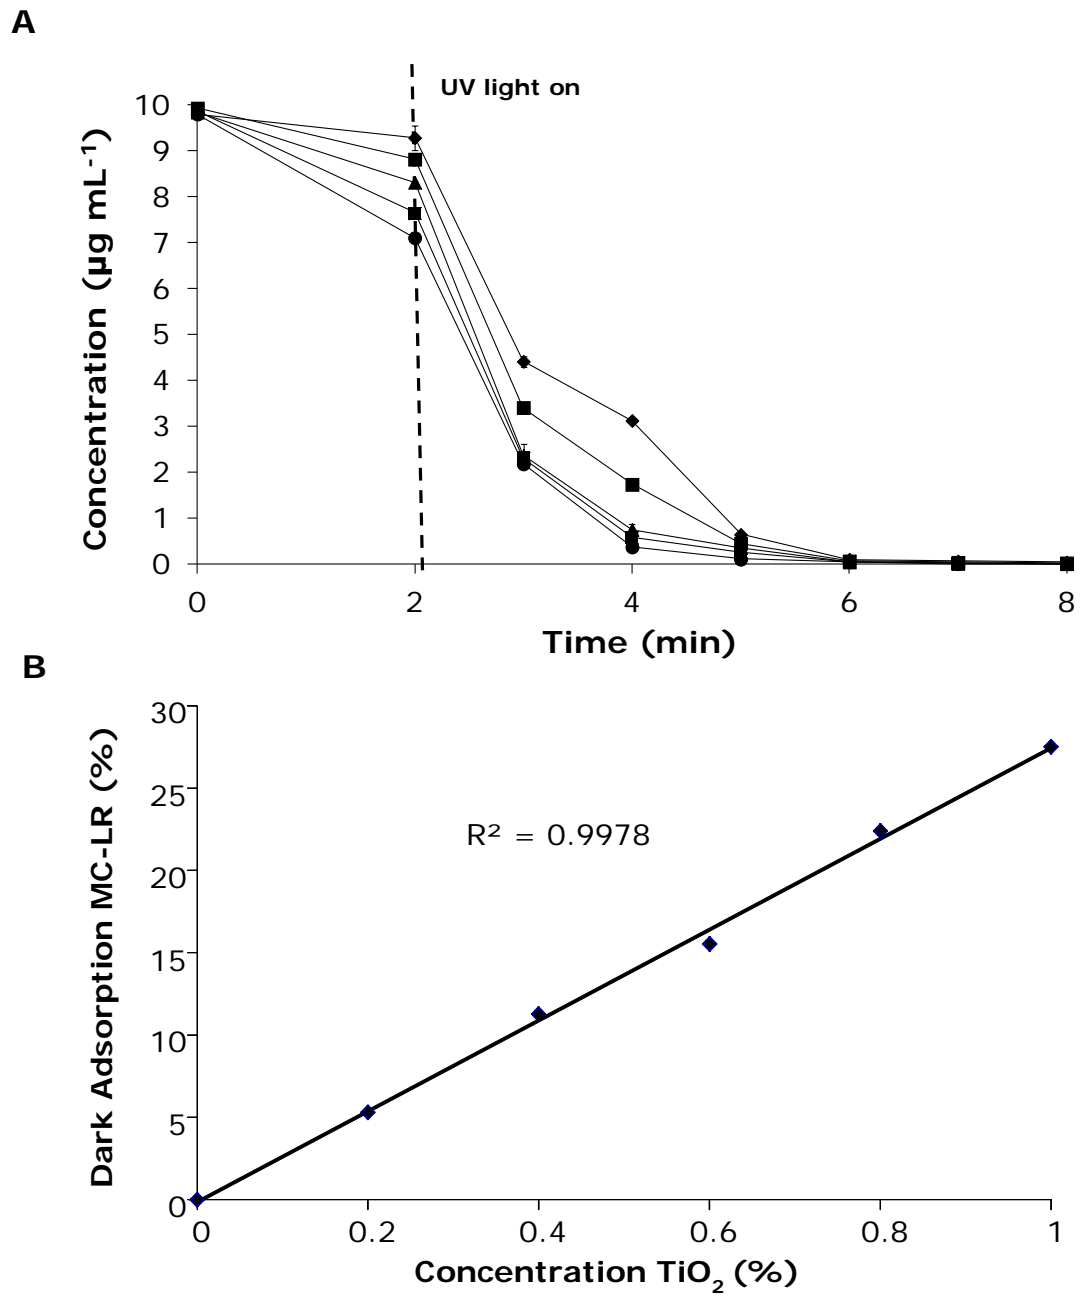 A
UV light on
10
9
8
7
6
5
4
3
2
1
0
Concentration (µg mL⁻¹)
0 2 4 6 8
Time (min)
B
30
25
20
15
10
5
0
Dark Adsorption MC-LR (%)
R² = 0.9978
0 0.2 0.4 0.6 0.8 1
Concentration TiO₂ (%)